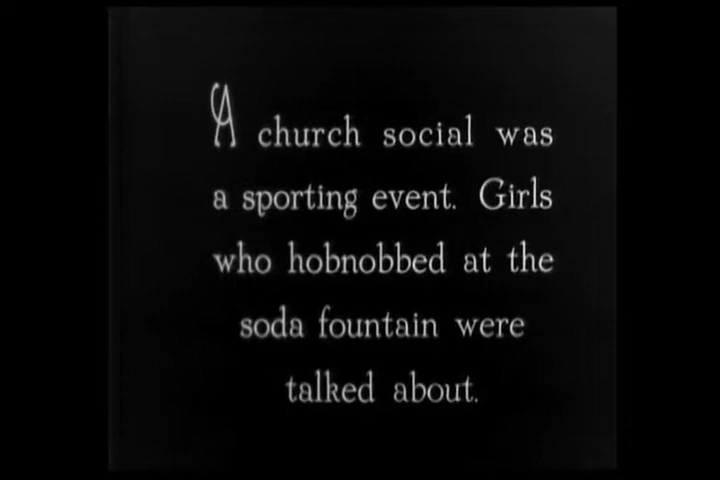 A church social was
a sporting event. Girls
who hobnobbed at the
soda fountain were
talked about.